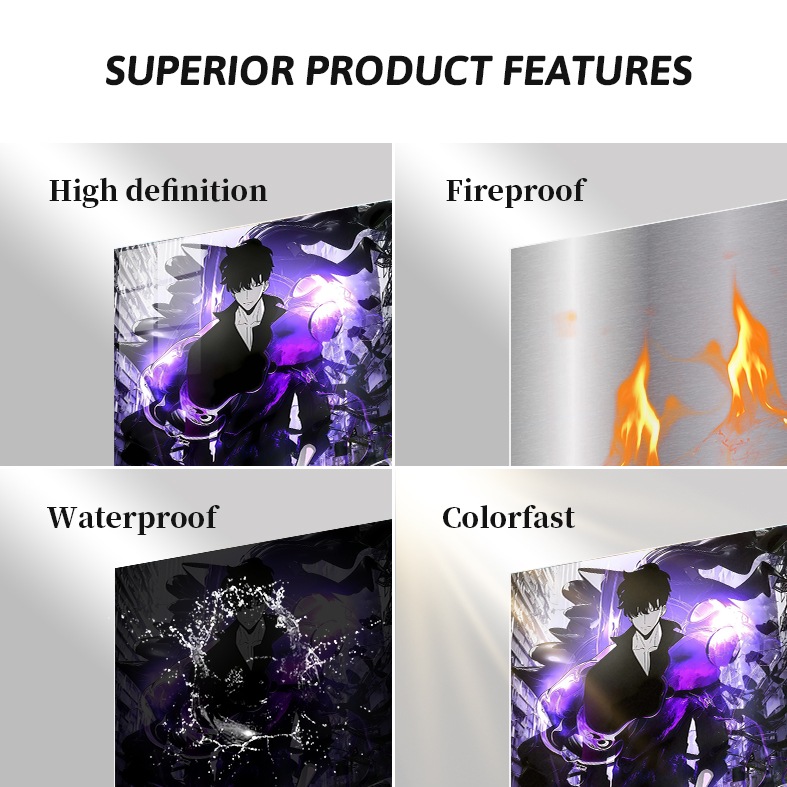 SUPERIOR PRODUCT FEATURES
High definition
Fireproof
Waterproof
Colorfast